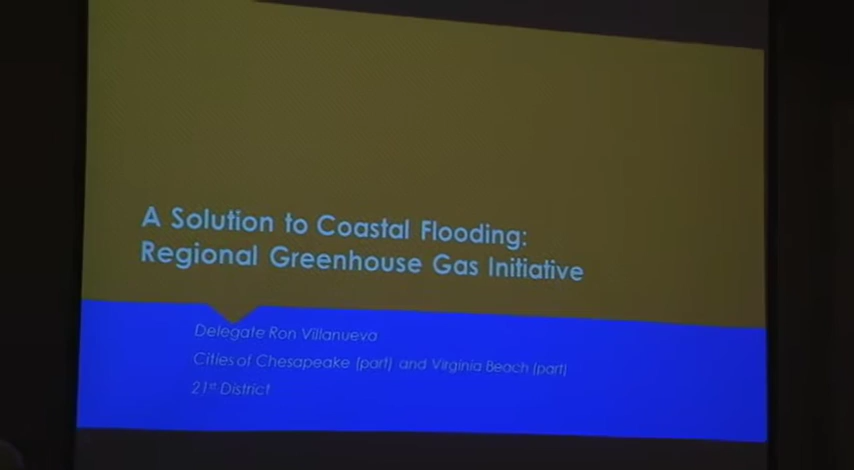 A Solution to Coastal Flooding:
Regional Greenhouse Gas Initiative
Delegate Ron Villanueva
Cities of Chesapeake (part) and Virginia Beach (part)
21st District